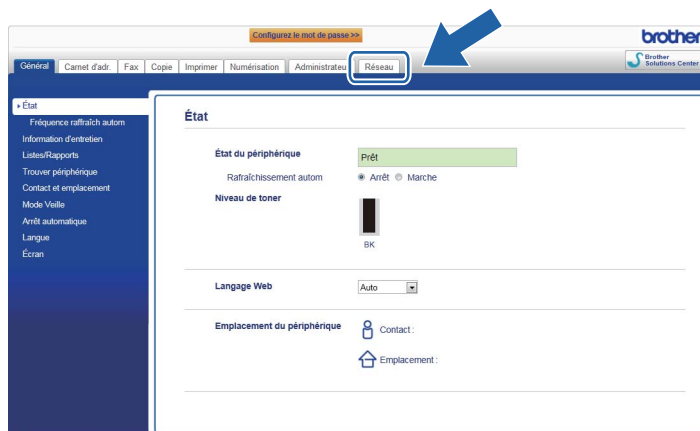 Configurez le mot de passe >>
brother
Général Carnet d'adr. Fax Copie Imprimer Numérisation Administrateu Réseau
Brother
Solutions Center
État
Fréquence raffraîch autom
Information d'entretien
Listes/Rapports
Trouver périphérique
Contact et emplacement
Mode Veille
Arrêt automatique
Langue
Écran
État
État du périphérique Prêt
Rafraîchissement autom Arrêt Marche
Niveau de toner
BK
Langage Web Auto
Emplacement du périphérique Contact :
Emplacement :